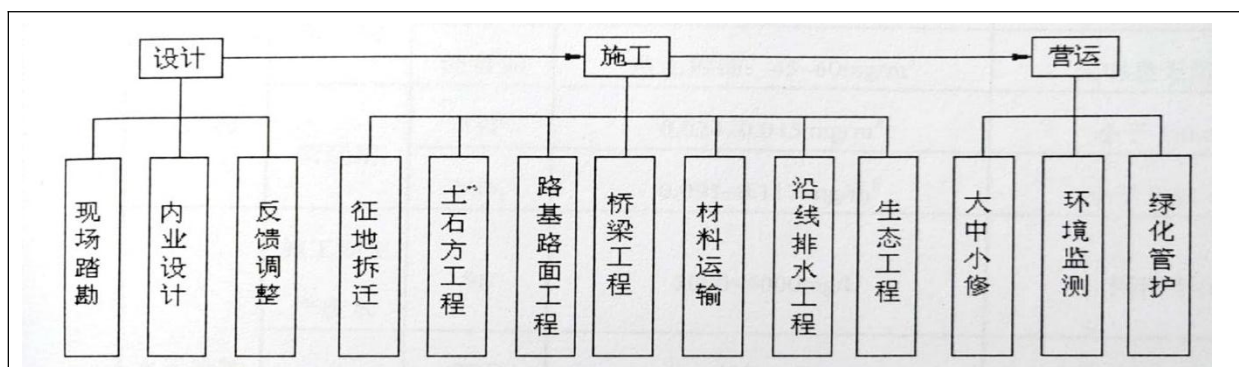 设计
施工
营运
现场踏勘
内业设计
反馈调整
征地拆迁
土石方工程
路基路面工程
桥梁工程
材料运输
沿线排水工程
生态工程
大中小修
环境监测
绿化管护